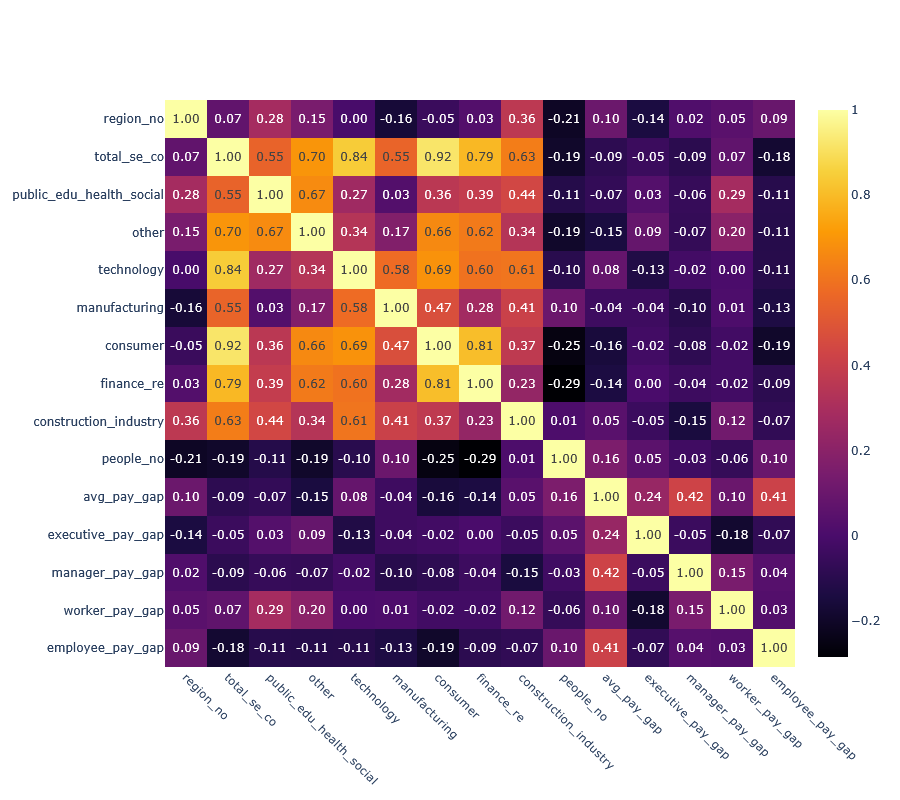 1
region_no 1.00 0.07 0.28 0.15 0.00 -0.16 -0.05 0.03 0.36 -0.21 0.10 -0.14 0.02 0.05 0.09
total_se_co 0.07 1.00 0.55 0.70 0.84 0.55 0.92 0.79 0.63 -0.19 -0.09 -0.05 -0.09 0.07 -0.18
0.8
public_edu_health_social 0.28 0.55 1.00 0.67 0.27 0.03 0.36 0.39 0.44 -0.11 -0.07 0.03 -0.06 0.29 -0.11
other 0.15 0.70 0.67 1.00 0.34 0.17 0.66 0.62 0.34 -0.19 -0.15 0.09 -0.07 0.20 -0.11
technology 0.00 0.84 0.27 0.34 1.00 0.58 0.69 0.60 0.61 -0.10 0.08 -0.13 -0.02 0.00 -0.11
0.6
manufacturing -0.16 0.55 0.03 0.17 0.58 1.00 0.47 0.28 0.41 0.10 -0.04 -0.04 -0.10 0.01 -0.13
consumer -0.05 0.92 0.36 0.66 0.69 0.47 1.00 0.81 0.37 -0.25 -0.16 -0.02 -0.08 -0.02 -0.19
0.4
finance_re 0.03 0.79 0.39 0.62 0.60 0.28 0.81 1.00 0.23 -0.29 -0.14 0.00 -0.04 -0.02 -0.09
construction_industry 0.36 0.63 0.44 0.34 0.61 0.41 0.37 0.23 1.00 0.01 0.05 -0.05 -0.15 0.12 -0.07
0.2
people_no -0.21 -0.19 -0.11 -0.19 -0.10 0.10 -0.25 -0.29 0.01 1.00 0.16 0.05 -0.03 -0.06 0.10
avg_pay_gap 0.10 -0.09 -0.07 -0.15 0.08 -0.04 -0.16 -0.14 0.05 0.16 1.00 0.24 0.42 0.10 0.41
executive_pay_gap -0.14 -0.05 0.03 0.09 -0.13 -0.04 -0.02 0.00 -0.05 0.05 0.24 1.00 -0.05 -0.18 -0.07
0
manager_pay_gap 0.02 -0.09 -0.06 -0.07 -0.02 -0.10 -0.08 -0.04 -0.15 -0.03 0.42 -0.05 1.00 0.15 0.04
worker_pay_gap 0.05 0.07 0.29 0.20 0.00 0.01 -0.02 -0.02 0.12 -0.06 0.10 -0.18 0.15 1.00 0.03
−0.2
employee_pay_gap 0.09 -0.18 -0.11 -0.11 -0.11 -0.13 -0.19 -0.09 -0.07 0.10 0.41 -0.07 0.04 0.03 1.00
region_no
total_se_co
public_edu_health_social
other
technology
manufacturing
consumer
finance_re
construction_industry
people_no
avg_pay_gap
executive_pay_gap
manager_pay_gap
worker_pay_gap
employee_pay_gap